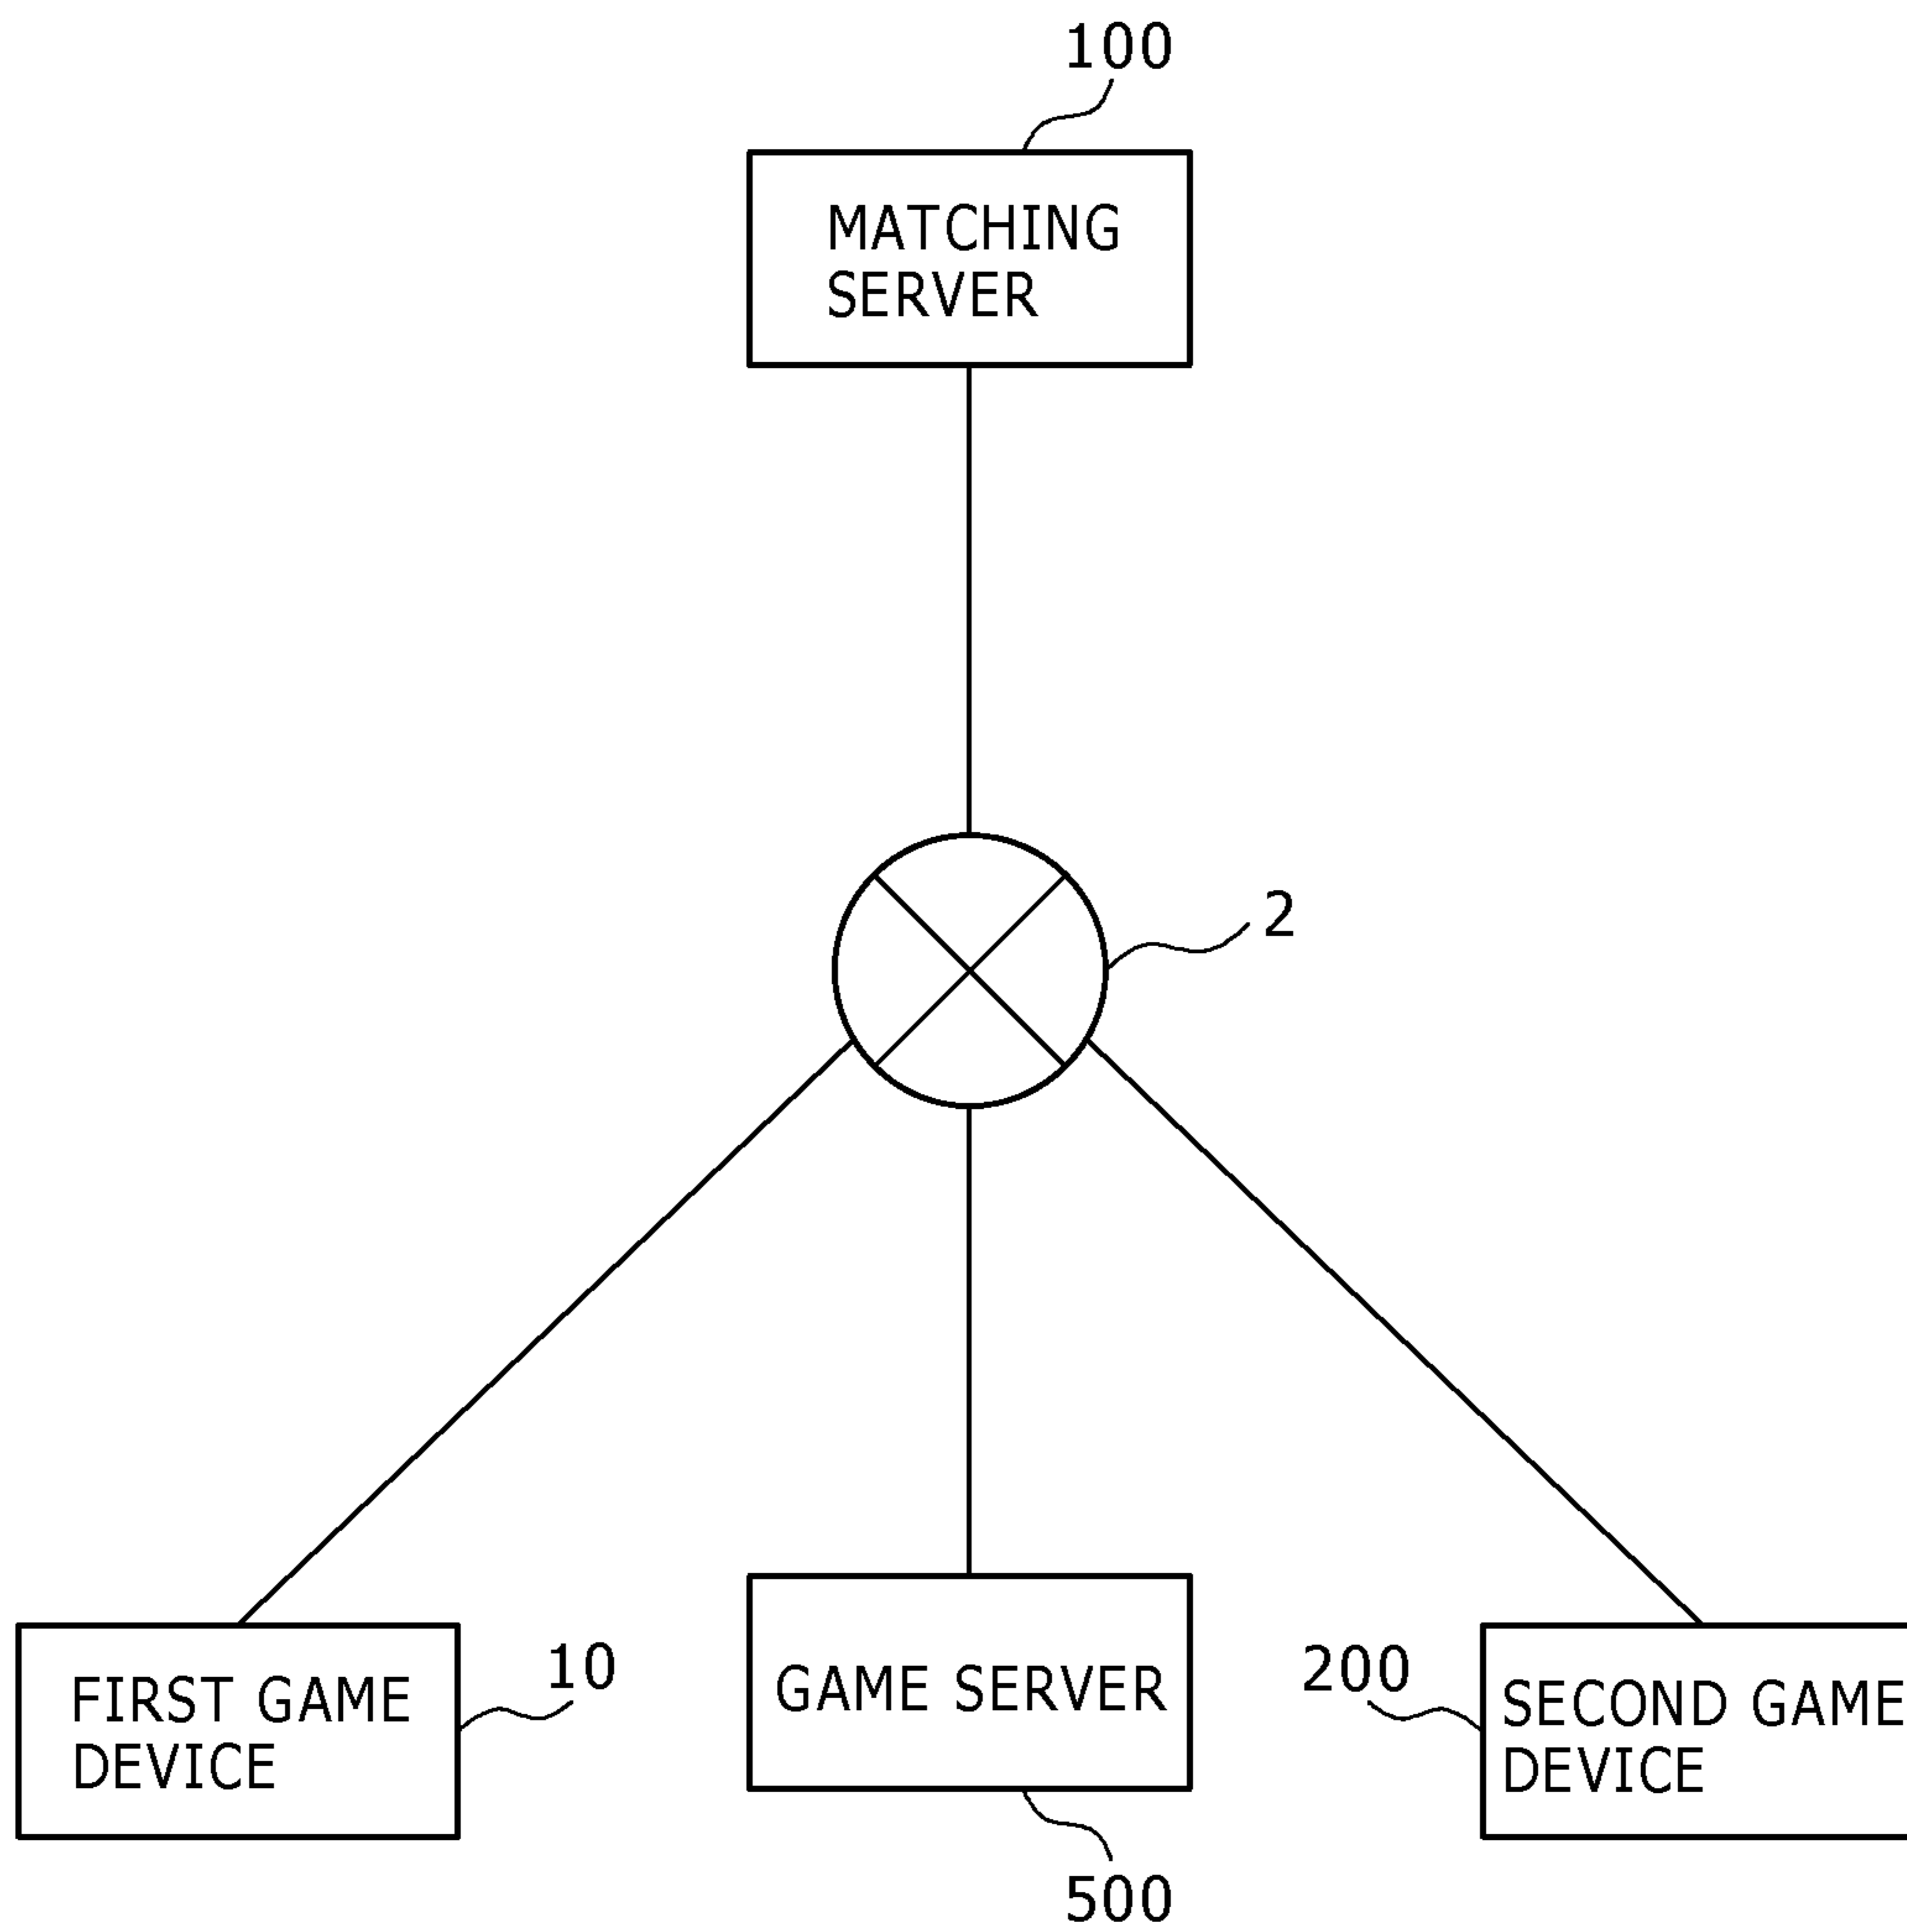 100
MATCHING
SERVER
2
FIRST GAME
DEVICE
10
GAME SERVER
500
200
SECOND GAME
DEVICE